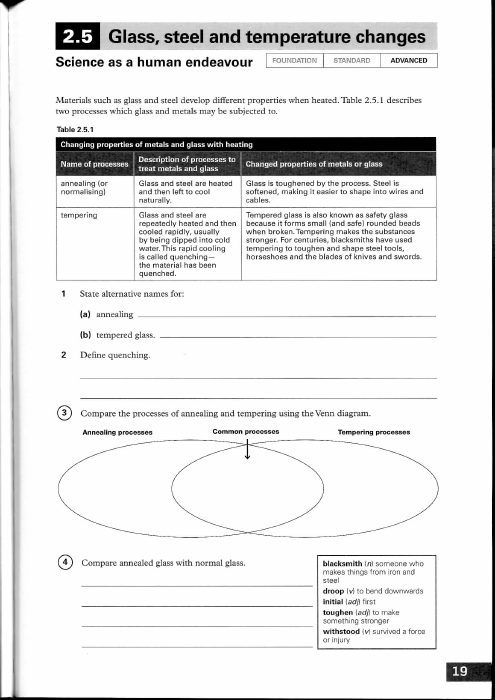 2.5 Glass, steel and temperature changes
Science as a human endeavour
FOUNDATION STANDARD ADVANCED
Materials such as glass and steel develop different properties when heated. Table 2.5.1 describes
two processes which glass and metals may be subjected to.
Table 2.5.1
Changing properties of metals and glass with heating
Name of processes
Description of processes to
treat metals and glass
Changed properties of metals or glass
annealing (or
normalising)
Glass and steel are heated
and then left to cool
naturally.
Glass is toughened by the process. Steel is
softened, making it easier to shape into wires and
cables.
tempering
Glass and steel are
repeatedly heated and then
cooled rapidly, usually
by being dipped into cold
water. This rapid cooling
is called quenching—
the material has been
quenched.
Tempered glass is also known as safety glass
because it forms small (and safe) rounded beads
when broken. Tempering makes the substances
stronger. For centuries, blacksmiths have used
tempering to toughen and shape steel tools,
horseshoes and the blades of knives and swords.
1 State alternative names for:
(a) annealing
(b) tempered glass.
2 Define quenching.
3 Compare the processes of annealing and tempering using the Venn diagram.
Annealing processes Common processes Tempering processes
4 Compare annealed glass with normal glass.
blacksmith (n) someone who
makes things from iron and
steel
droop (v) to bend downwards
initial (adj) first
toughen (adj) to make
something stronger
withstood (v) survived a force
or injury
19